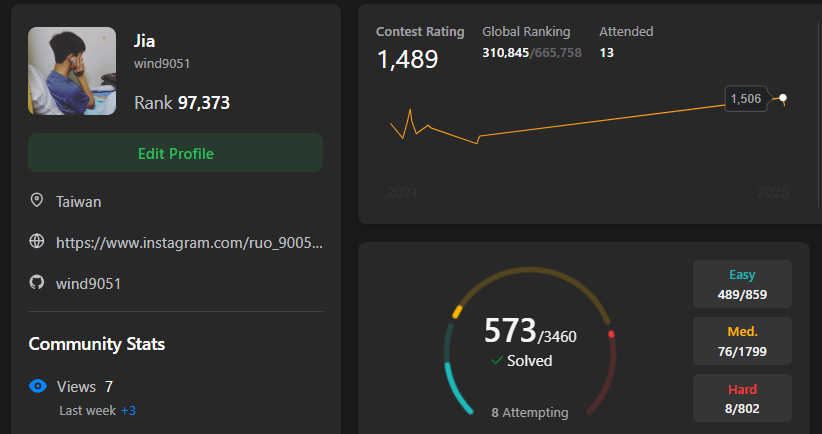 Jia
wind9051
Rank 97,373
Edit Profile
Taiwan
https://www.instagram.com/ruo_9005...
wind9051
Community Stats
Views 7
Last week +3
Contest Rating
1,489
Global Ranking
310,845/665,758
Attended
13
1,506
2021
2025
573/3460
Solved
8 Attempting
Easy
489/859
Med.
76/1799
Hard
8/802